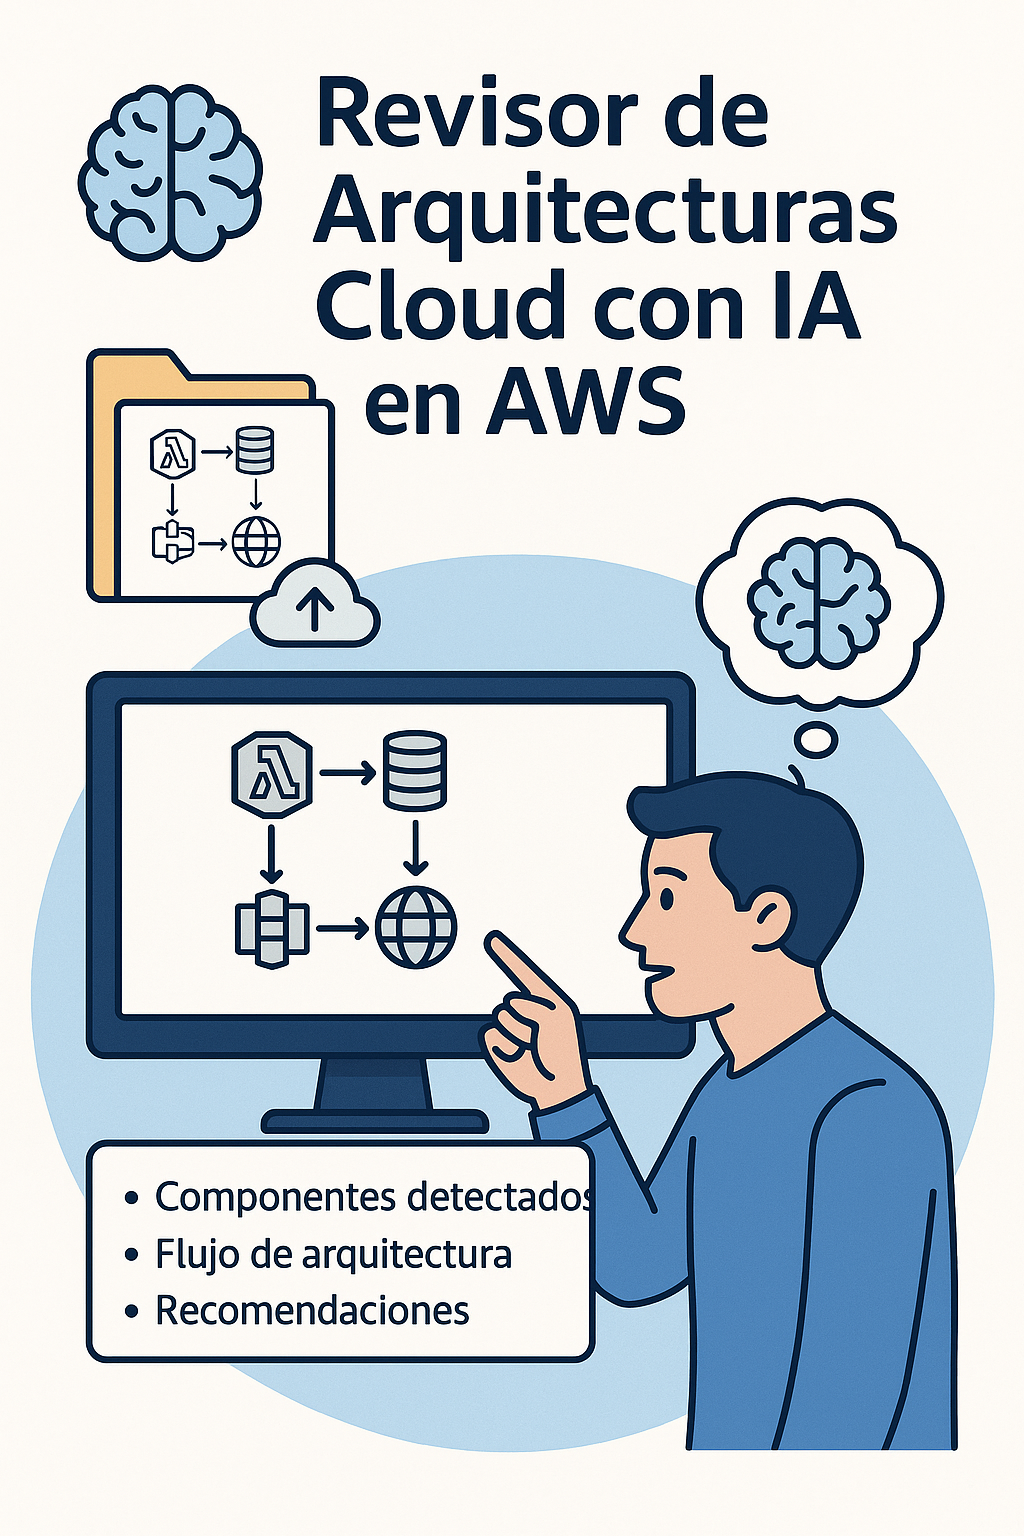 Revisor de
Arquitecturas
Cloud con IA
en AWS
• Componentes detectados
• Flujo de arquitectura
• Recomendaciones